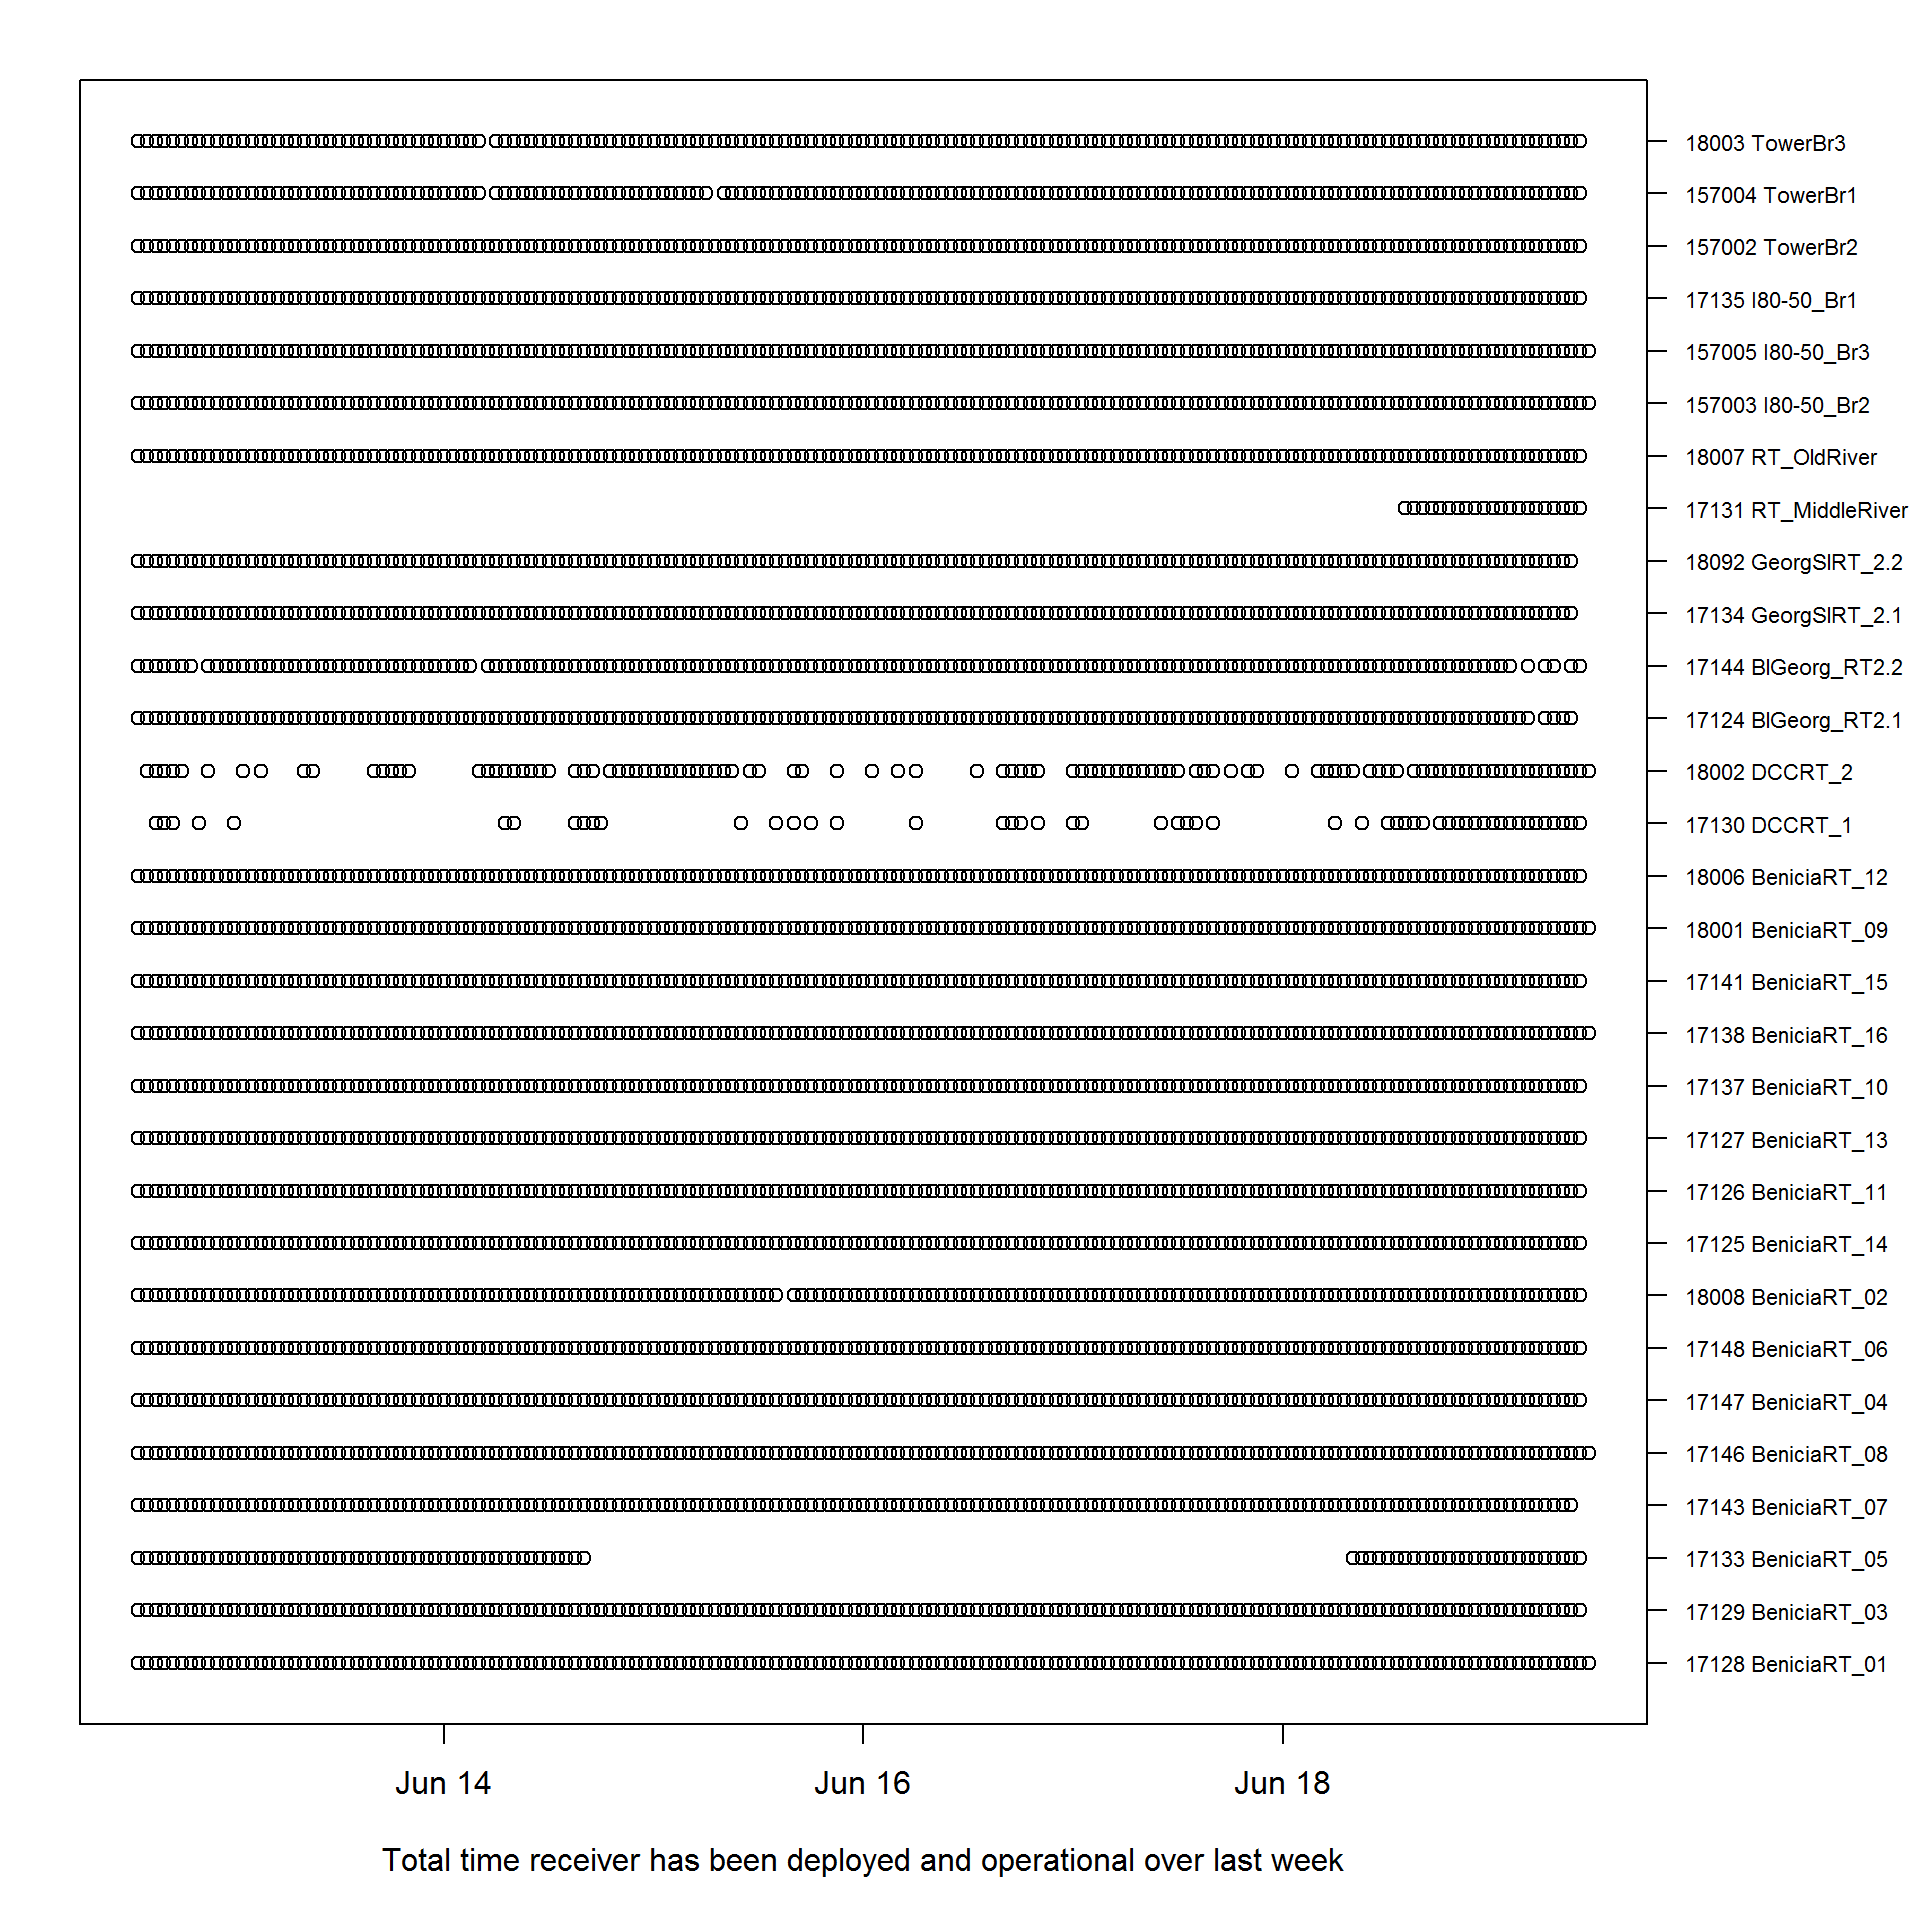 18003 TowerBr3
157004 TowerBr1
157002 TowerBr2
17135 I80-50_Br1
157005 I80-50_Br3
157003 I80-50_Br2
18007 RT_OldRiver
17131 RT_MiddleRiver
18092 GeorgSlRT_2.2
17134 GeorgSlRT_2.1
17144 BlGeorg_RT2.2
17124 BlGeorg_RT2.1
18002 DCCRT_2
17130 DCCRT_1
18006 BeniciaRT_12
18001 BeniciaRT_09
17141 BeniciaRT_15
17138 BeniciaRT_16
17137 BeniciaRT_10
17127 BeniciaRT_13
17126 BeniciaRT_11
17125 BeniciaRT_14
18008 BeniciaRT_02
17148 BeniciaRT_06
17147 BeniciaRT_04
17146 BeniciaRT_08
17143 BeniciaRT_07
17133 BeniciaRT_05
17129 BeniciaRT_03
17128 BeniciaRT_01
Jun 14 Jun 16 Jun 18
Total time receiver has been deployed and operational over last week